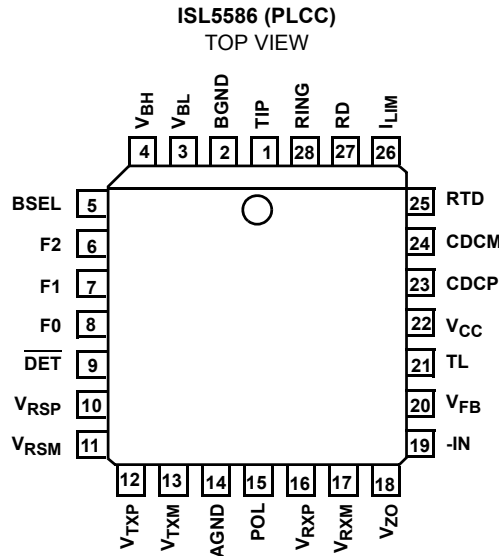 ISL5586 (PLCC)
TOP VIEW
VBH VBL BGND TIP RING RD ILIM
4 3 2 1 28 27 26
BSEL 5
F2 6
F1 7
F0 8
DET 9
VRSP 10
VRSM 11
25 RTD
24 CDCM
23 CDCP
22 VCC
21 TL
20 VFB
19 -IN
12 13 14 15 16 17 18
VTXP VTXM AGND POL VRXP VRXM VZO